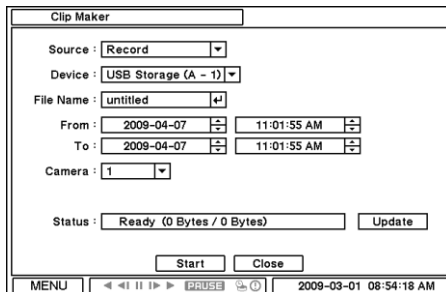 Clip Maker
Source : Record
Device : USB Storage (A - 1)
File Name : untitled
From : 2009-04-07 11:01:55 AM
To : 2009-04-07 11:01:55 AM
Camera : 1
Status : Ready (0 Bytes / 0 Bytes) Update
Start Close
MENU PAUSE 2009-03-01 08:54:18 AM